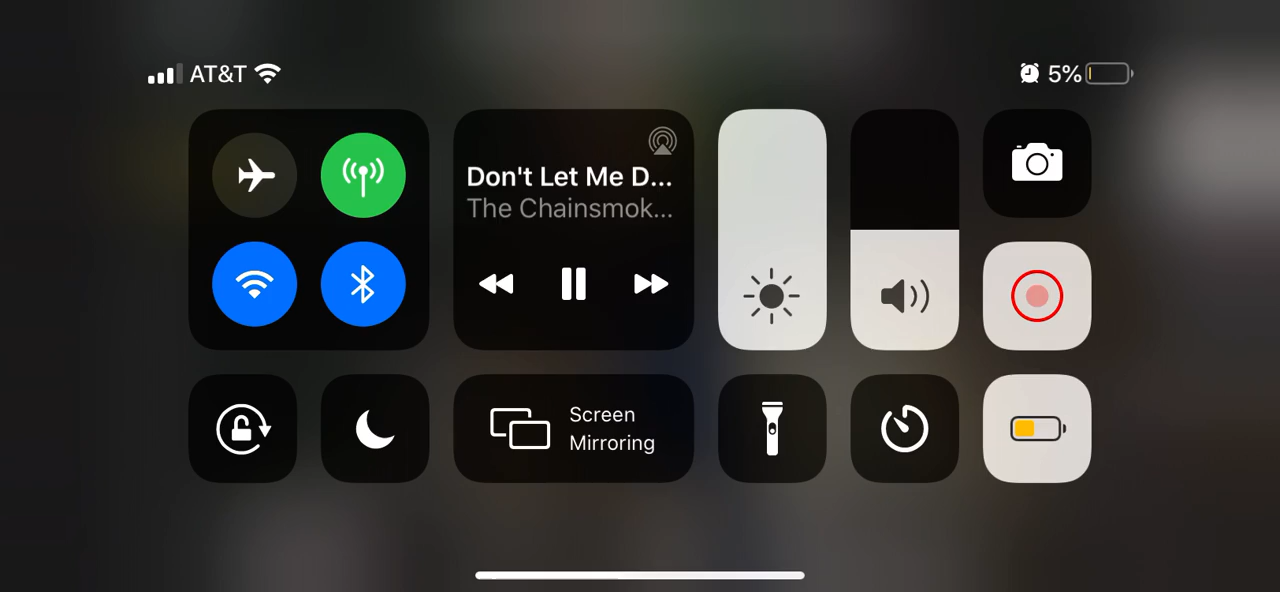 AT&T
5%
Don't Let Me D...
The Chainsmok...
Screen
Mirroring